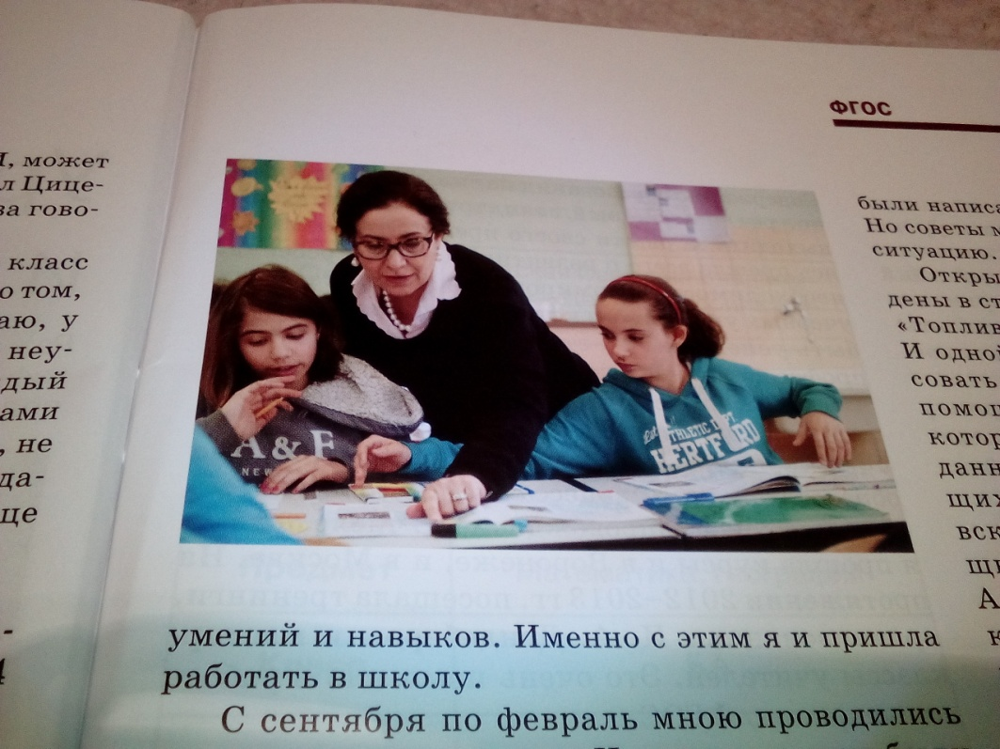 может
л Цице-
ва гово-
класс
о том,
аю, у
неу-
дый
ами
, не
да-
це
-
4
ФГОС
A & F
NEW
ATHLETIC DEPT
HERTFORD
умений и навыков. Именно с этим я и пришла
работать в школу.
С сентября по февраль мною проводились
были написа
Но советы м
ситуацию.
Откры
дены в ст
«Топлив
И одной
совать
помог
котор
данн
щих
вск
щи
А
к